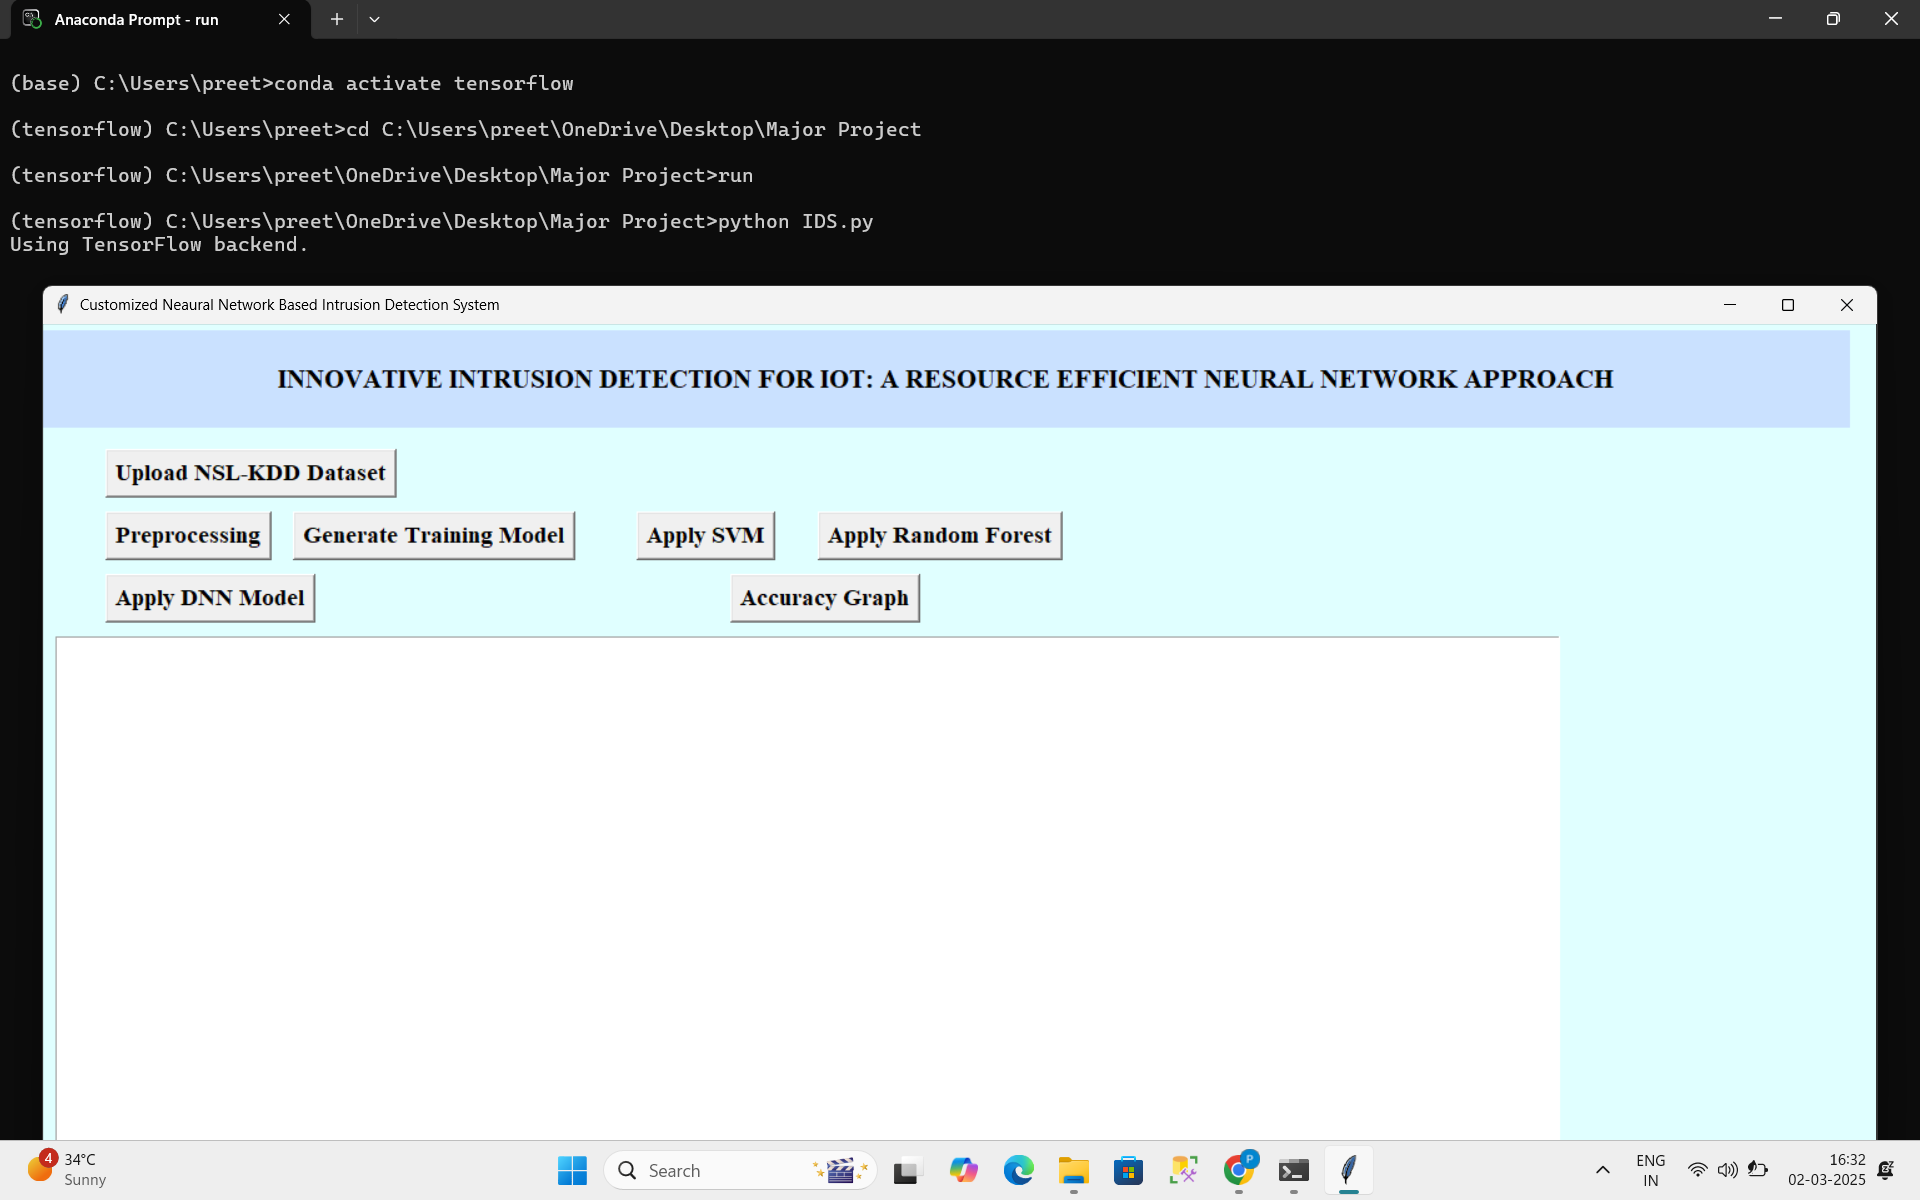 Anaconda Prompt - run
(base) C:\Users\preet>conda activate tensorflow
(tensorflow) C:\Users\preet>cd C:\Users\preet\OneDrive\Desktop\Major Project
(tensorflow) C:\Users\preet\OneDrive\Desktop\Major Project>run
(tensorflow) C:\Users\preet\OneDrive\Desktop\Major Project>python IDS.py
Using TensorFlow backend.
Customized Neaural Network Based Intrusion Detection System
INNOVATIVE INTRUSION DETECTION FOR IOT: A RESOURCE EFFICIENT NEURAL NETWORK APPROACH
Upload NSL-KDD Dataset
Preprocessing Generate Training Model Apply SVM Apply Random Forest
Apply DNN Model Accuracy Graph
4 34°C
Sunny
Search
P
ENG
IN
16:32
02-03-2025